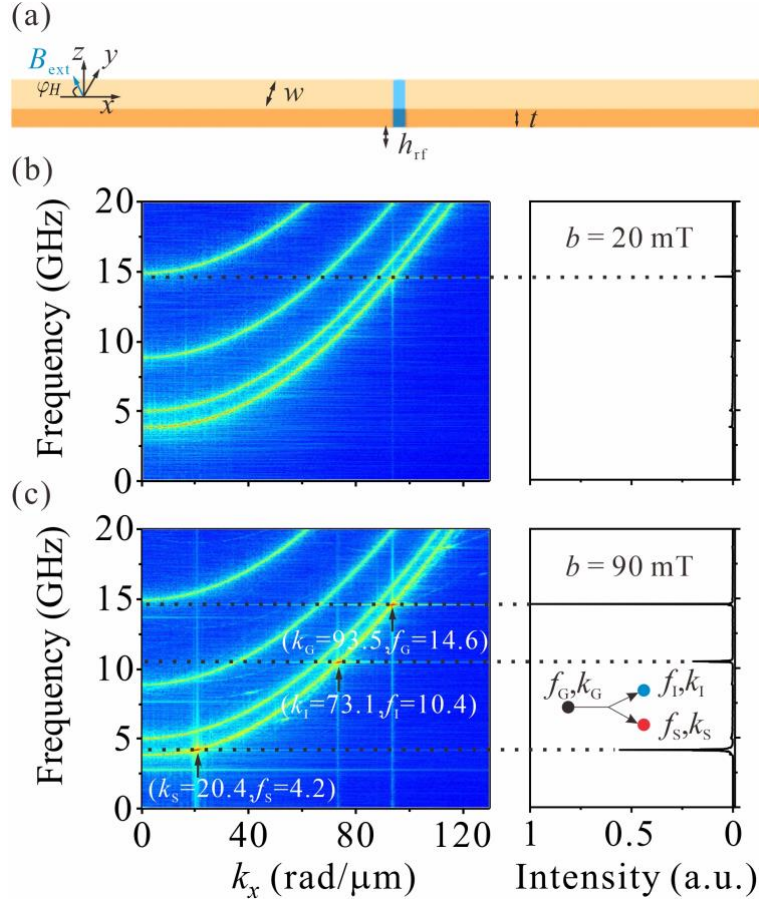 (a)
z
y
B_ext
φ_H
x
w
t
h_rf
(b)
20
15
10
5
0
Frequency (GHz)
b = 20 mT
(c)
20
15
10
5
0
Frequency (GHz)
b = 90 mT
(k_G=93.5,f_G=14.6)
(k_I=73.1,f_I=10.4)
(k_S=20.4,f_S=4.2)
f_G,k_G
f_I,k_I
f_S,k_S
0 40 80 120
k_x (rad/μm)
1 0.5 0
Intensity (a.u.)